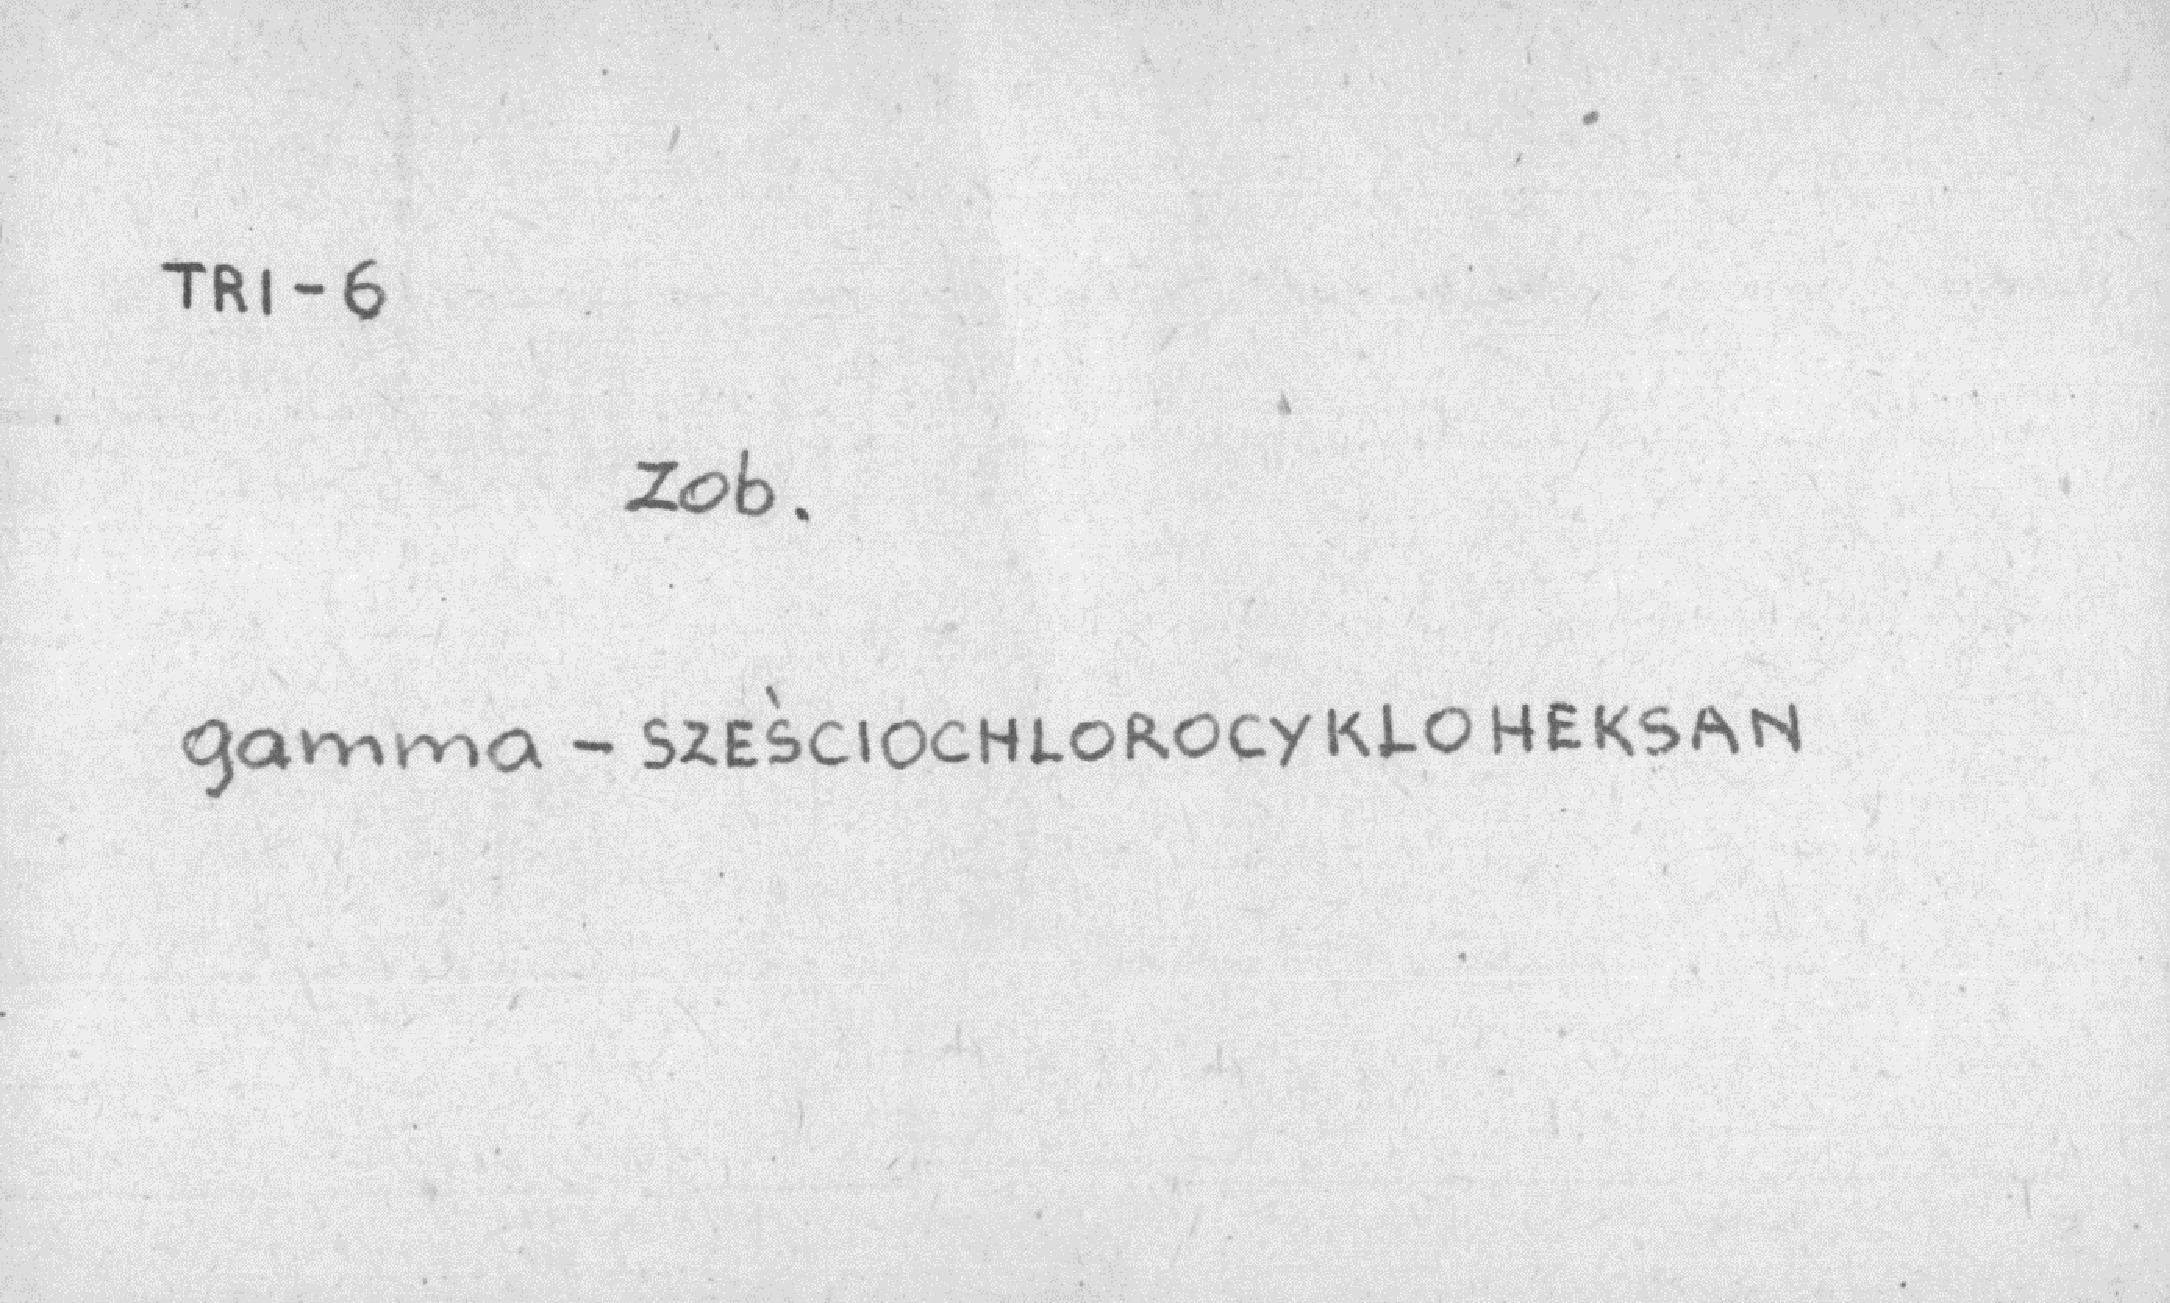 TRI-6
Zob.
gamma - SZEŚCIOCHLOROCYKLOHEKSAN